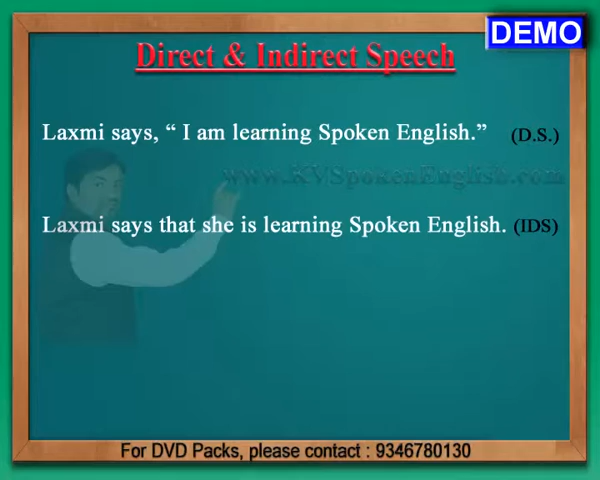 DEMO
Direct & Indirect Speech
Laxmi says, “ I am learning Spoken English.” (D.S.)
www.KVSpokenEnglish.com
Laxmi says that she is learning Spoken English. (IDS)
For DVD Packs, please contact : 9346780130